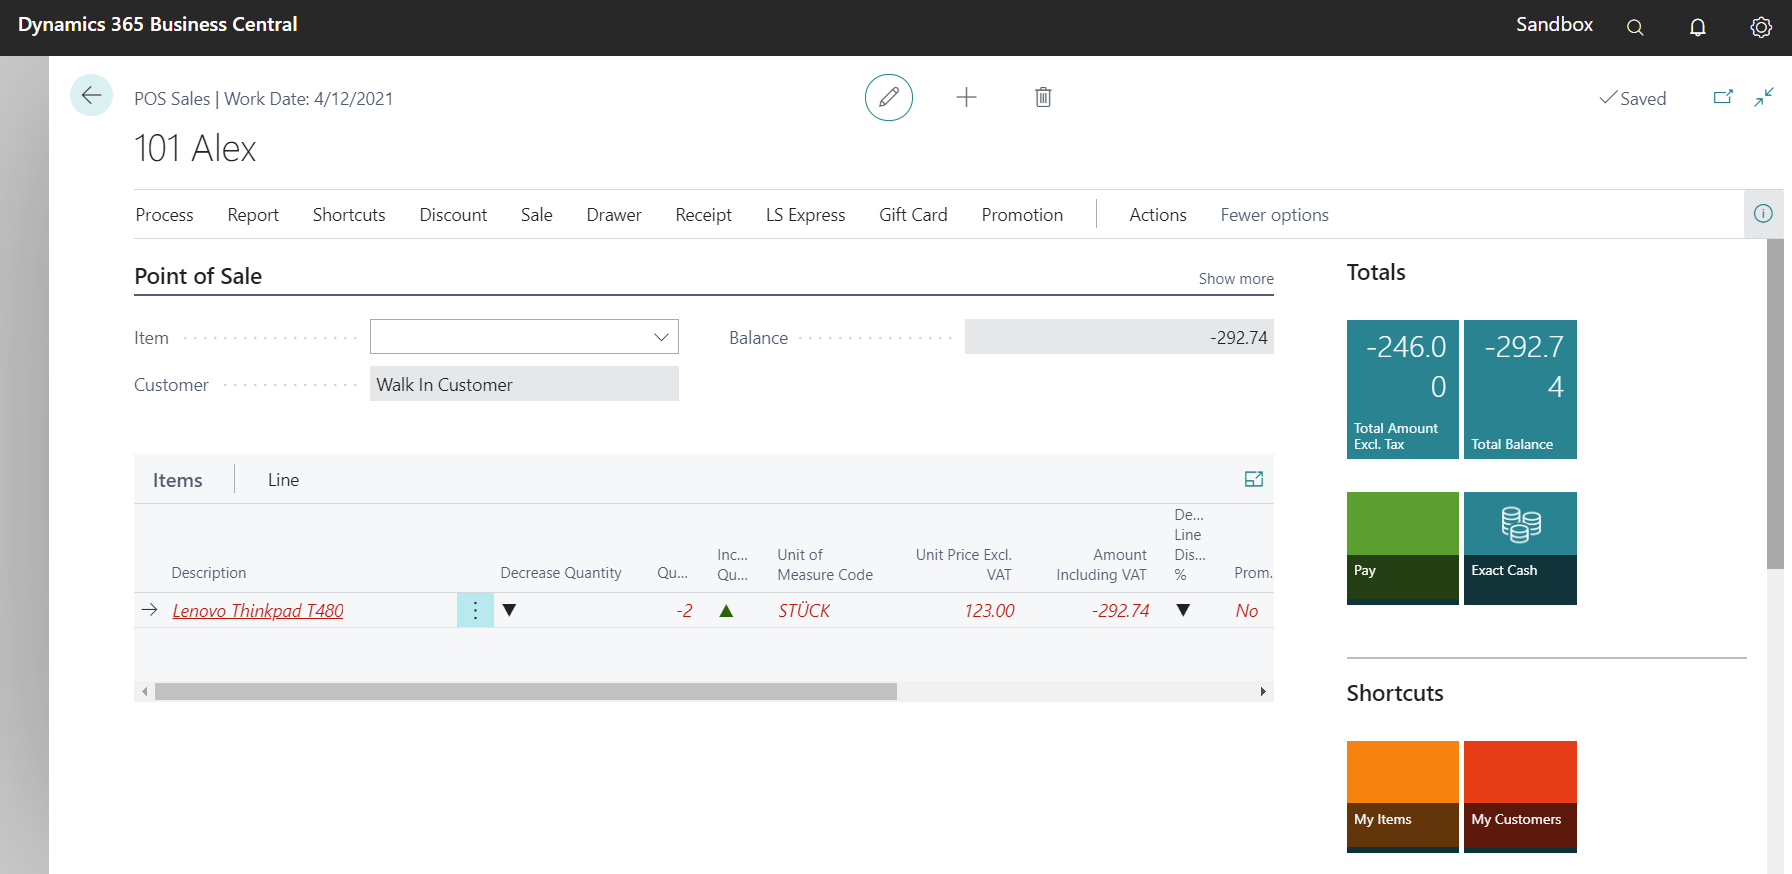 Dynamics 365 Business Central
Sandbox
POS Sales | Work Date: 4/12/2021
Saved
101 Alex
Process Report Shortcuts Discount Sale Drawer Receipt LS Express Gift Card Promotion Actions Fewer options
Point of Sale
Show more
Item
Balance
-292.74
Customer
Walk In Customer
Items
Line
De...
Line
Inc... Unit of Unit Price Excl. Amount Dis...
Description Decrease Quantity Qu... Qu... Measure Code VAT Including VAT % Prom.
Lenovo Thinkpad T480 -2 STÜCK 123.00 -292.74 No
Totals
-246.0
0
Total Amount
Excl. Tax
-292.7
4
Total Balance
Pay
Exact Cash
Shortcuts
My Items
My Customers